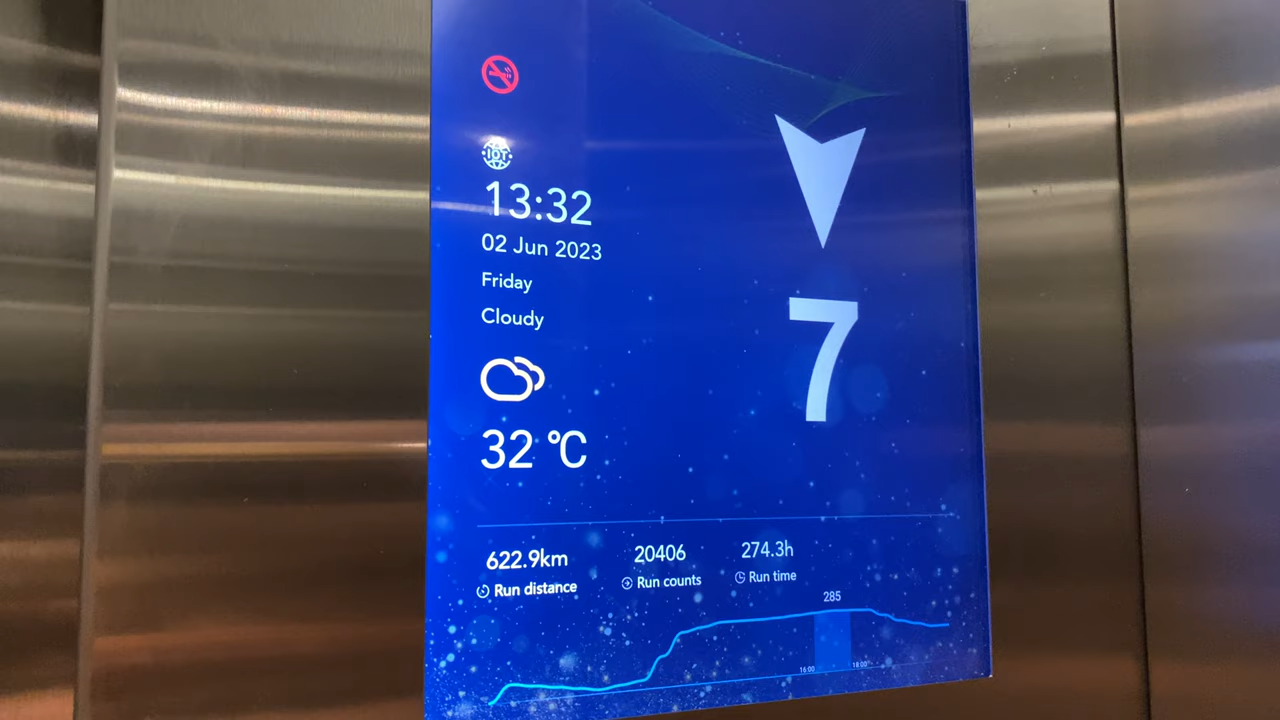 IOT
13:32
02 Jun 2023
Friday
Cloudy
32 ℃
7
622.9km
Run distance
20406
Run counts
274.3h
Run time
285
16:00
18:00